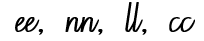 ee, nn, ll, cc